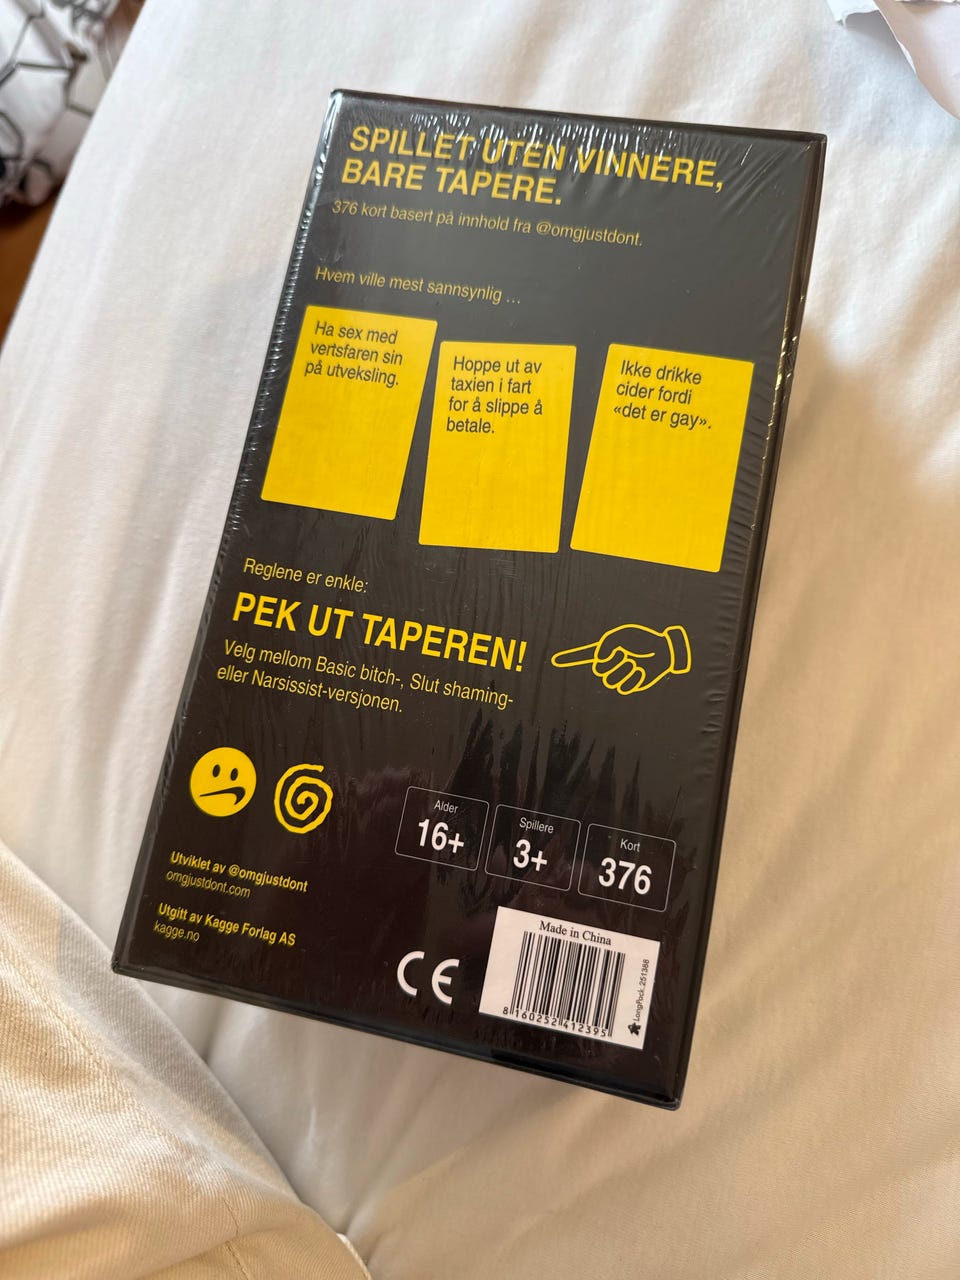 SPILLET UTEN VINNERE,
BARE TAPERE.
376 kort basert på innhold fra @omgjustdont.
Hvem ville mest sannsynlig ...
Ha sex med
vertsfaren sin
på utveksling.
Hoppe ut av
taxien i fart
for å slippe å
betale.
Ikke drikke
cider fordi
«det er gay».
Reglene er enkle:
PEK UT TAPEREN!
Velg mellom Basic bitch-, Slut shaming-
eller Narsissist-versjonen.
Alder
16+
Spillere
3+
Kort
376
Utviklet av @omgjustdont
omgjustdont.com
Utgitt av Kagge Forlag AS
kagge.no
CE
Made in China
8 160252 412395
LongPack 251388